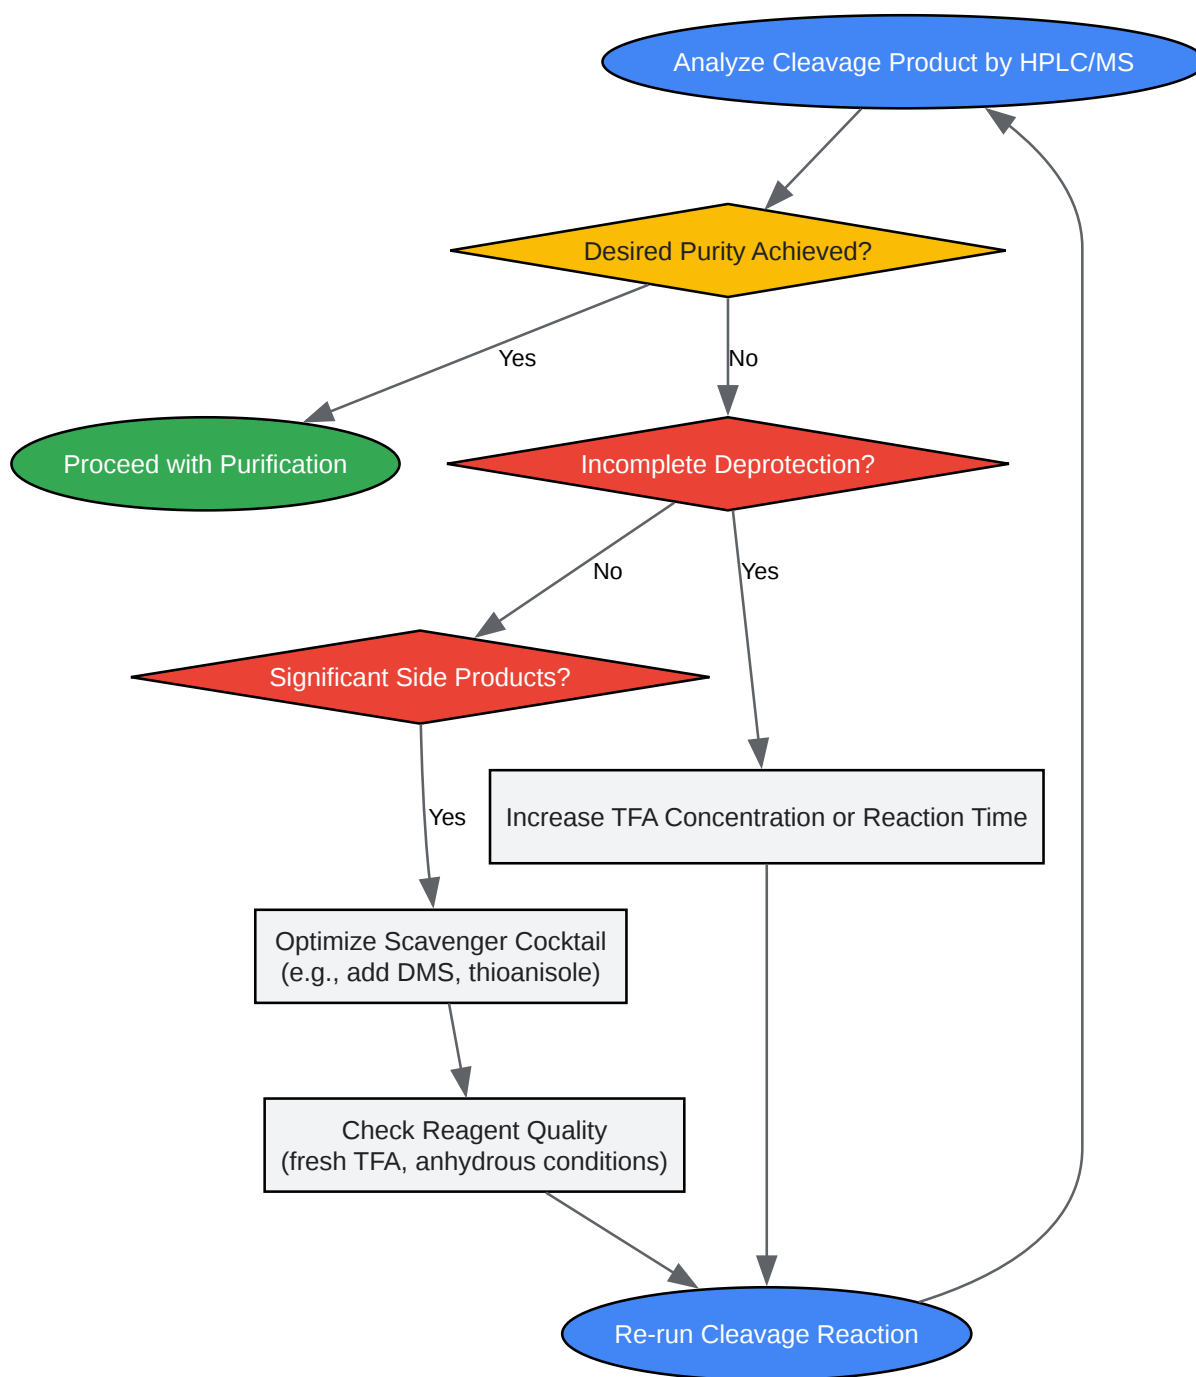 Analyze Cleavage Product by HPLC/MS
Desired Purity Achieved?
Yes
No
Proceed with Purification
Incomplete Deprotection?
No
Yes
Significant Side Products?
Yes
Increase TFA Concentration or Reaction Time
Optimize Scavenger Cocktail
(e.g., add DMS, thioanisole)
Check Reagent Quality
(fresh TFA, anhydrous conditions)
Re-run Cleavage Reaction